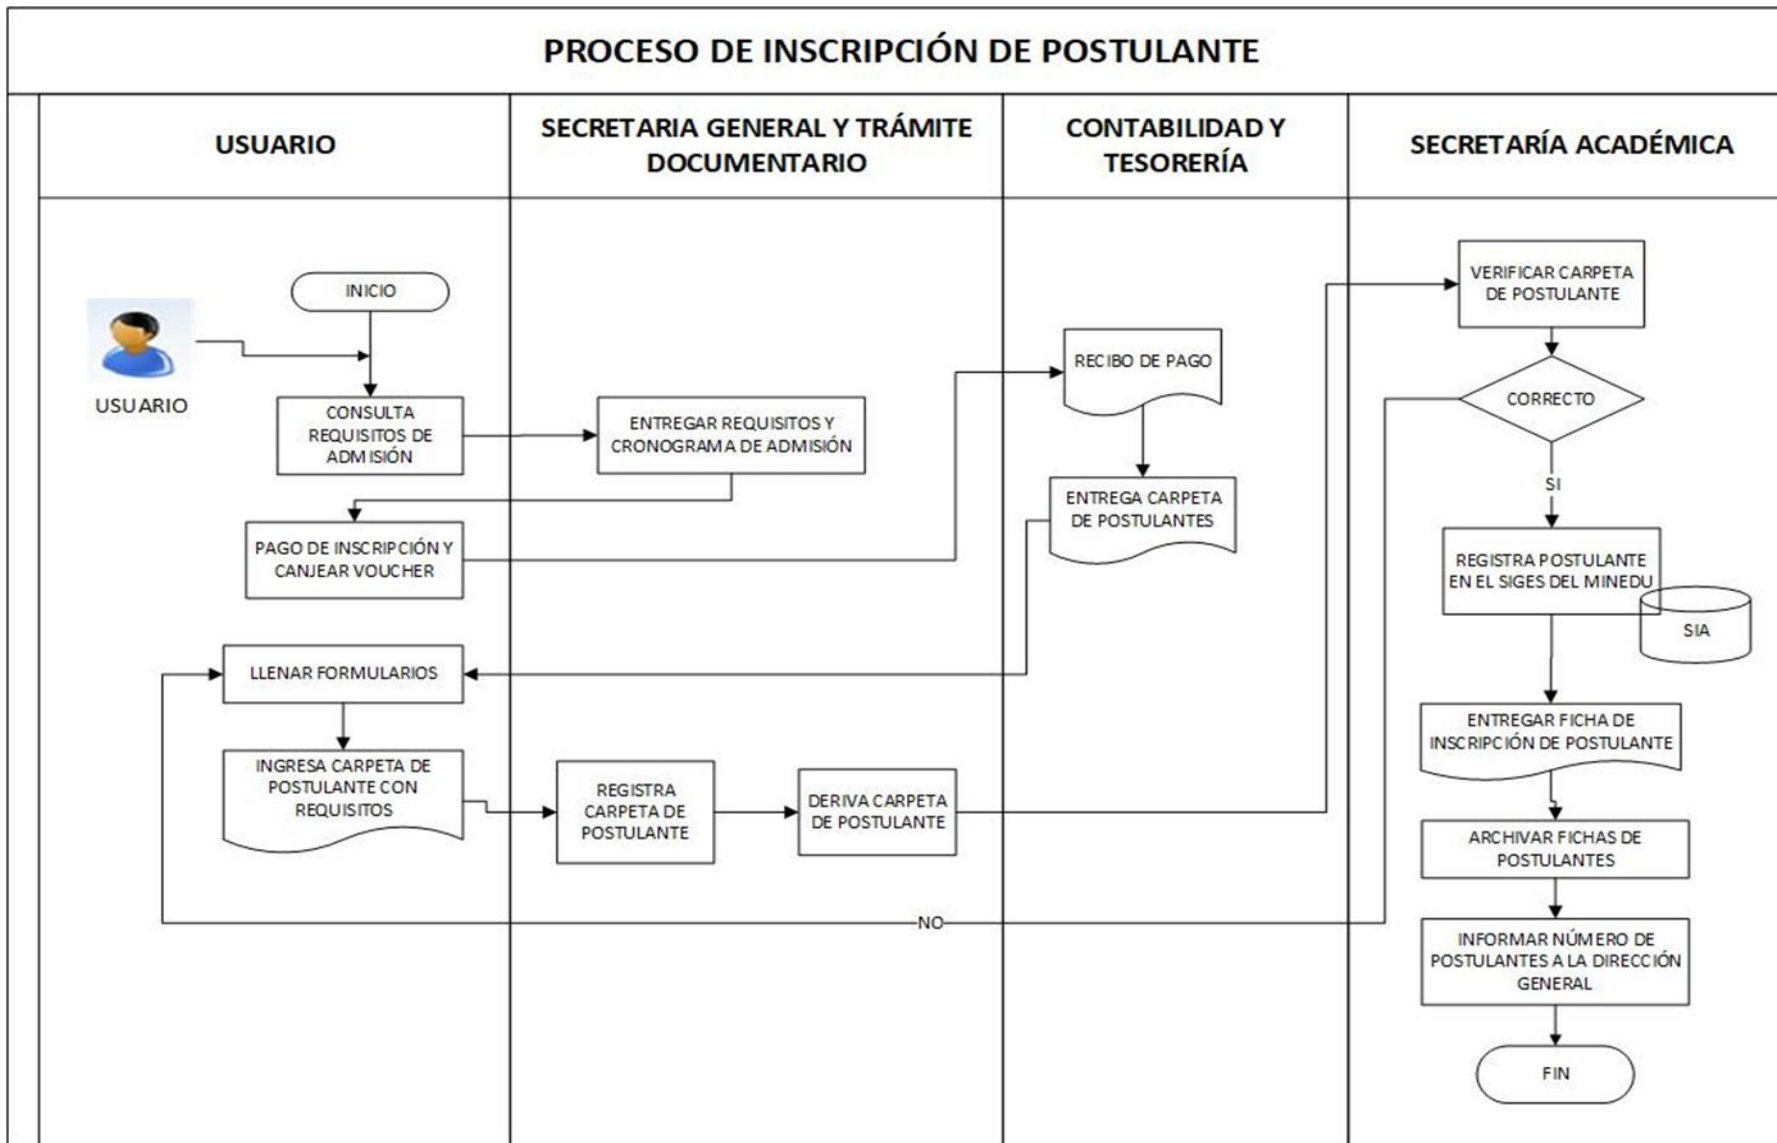 PROCESO DE INSCRIPCIÓN DE POSTULANTE
USUARIO
SECRETARIA GENERAL Y TRÁMITE
DOCUMENTARIO
CONTABILIDAD Y
TESORERÍA
SECRETARÍA ACADÉMICA
INICIO
USUARIO
CONSULTA
REQUISITOS DE
ADMISIÓN
ENTREGAR REQUISITOS Y
CRONOGRAMA DE ADMISIÓN
PAGO DE INSCRIPCIÓN Y
CANJEAR VOUCHER
RECIBO DE PAGO
ENTREGA CARPETA
DE POSTULANTES
LLENAR FORMULARIOS
INGRESA CARPETA DE
POSTULANTE CON
REQUISITOS
REGISTRA
CARPETA DE
POSTULANTE
DERIVA CARPETA
DE POSTULANTE
VERIFICAR CARPETA
DE POSTULANTE
CORRECTO
NO
SI
REGISTRA POSTULANTE
EN EL SIGES DEL MINEDU
SIA
ENTREGAR FICHA DE
INSCRIPCIÓN DE POSTULANTE
ARCHIVAR FICHAS DE
POSTULANTES
INFORMAR NÚMERO DE
POSTULANTES A LA DIRECCIÓN
GENERAL
FIN